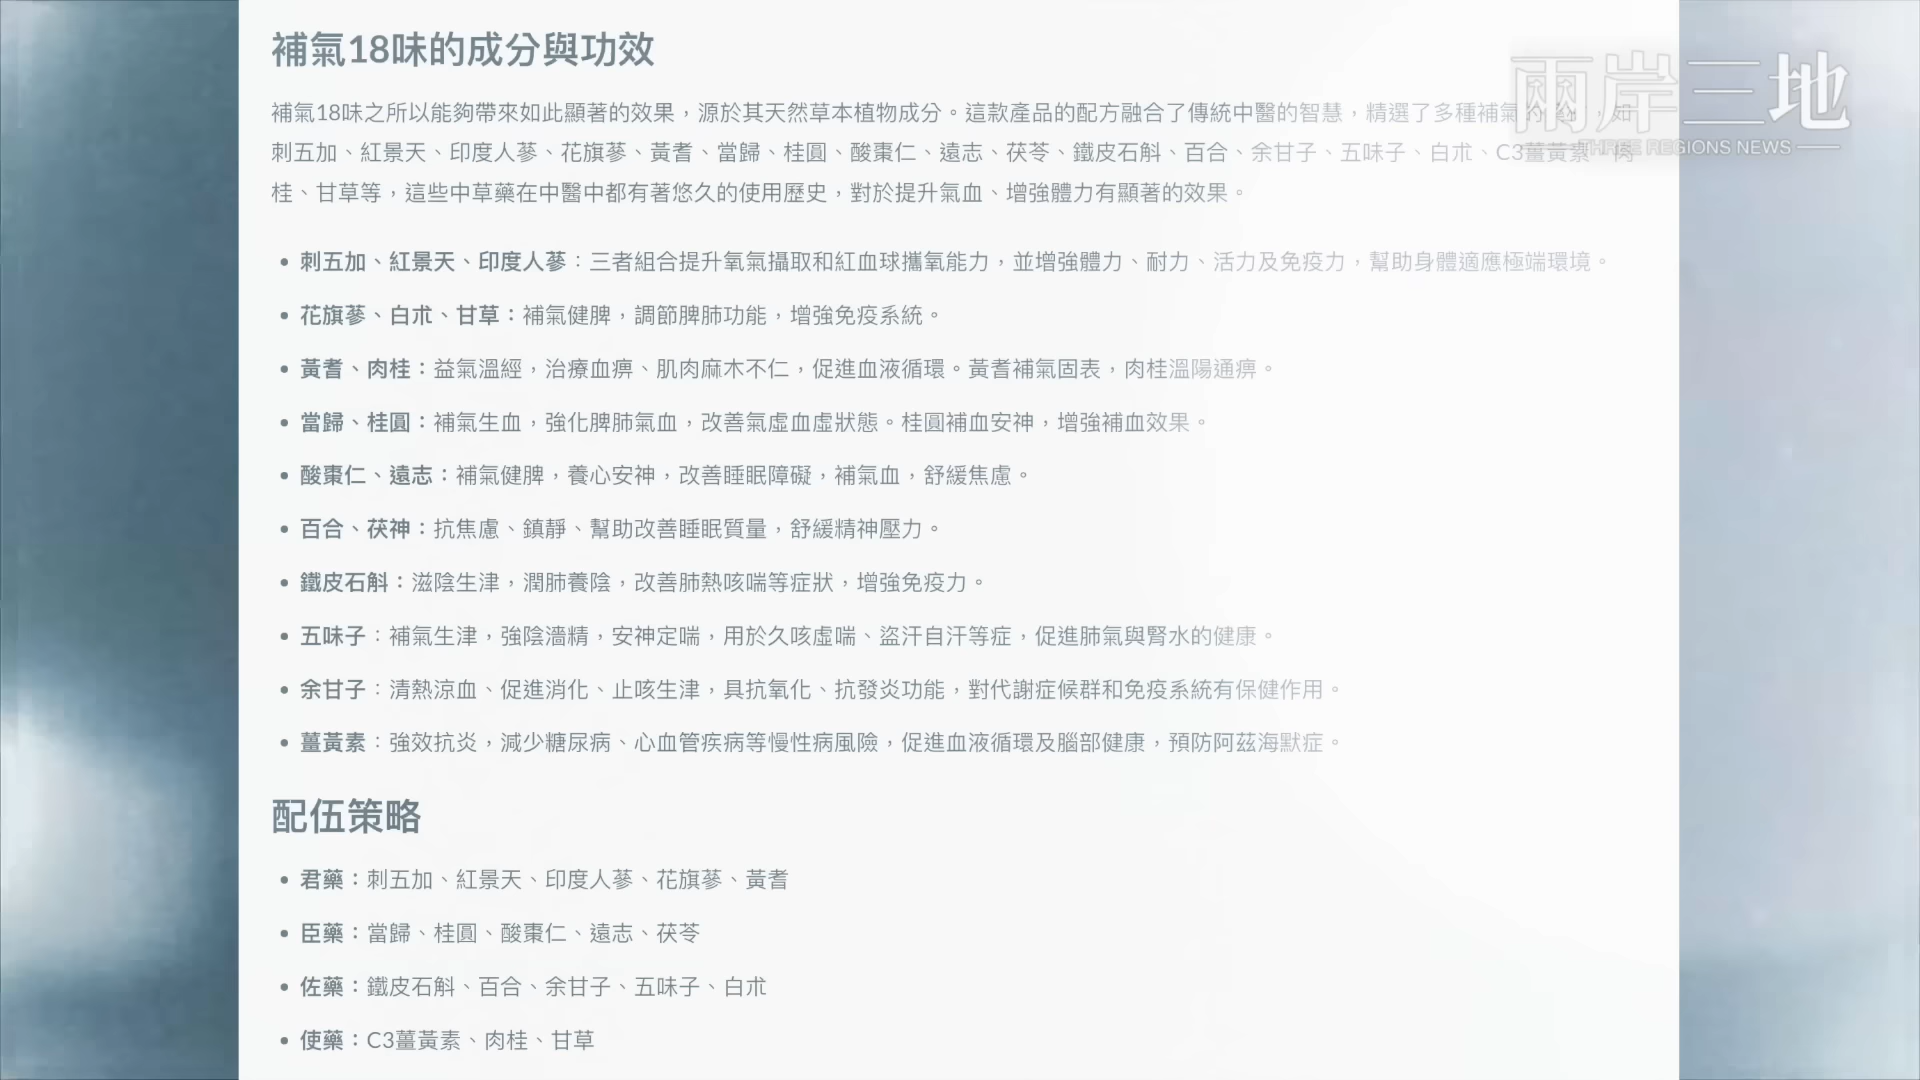 補氣18味的成分與功效
兩岸三地
THREE REGIONS NEWS
補氣18味之所以能夠帶來如此顯著的效果，源於其天然草本植物成分。這款產品的配方融合了傳統中醫的智慧，精選了多種補氣
刺五加、紅景天、印度人蔘、花旗蔘、黃耆、當歸、桂圓、酸棗仁、遠志、茯苓、鐵皮石斛、百合、余甘子、五味子、白朮、C3薑黃素、肉
桂、甘草等，這些中草藥在中醫中都有著悠久的使用歷史，對於提升氣血、增強體力有顯著的效果。
• 刺五加、紅景天、印度人蔘：三者組合提升氧氣攝取和紅血球攜氧能力，並增強體力、耐力、活力及免疫力，幫助身體適應極端環境。
• 花旗蔘、白朮、甘草：補氣健脾，調節脾肺功能，增強免疫系統。
• 黃耆、肉桂：益氣溫經，治療血痹、肌肉麻木不仁，促進血液循環。黃耆補氣固表，肉桂溫陽通痹。
• 當歸、桂圓：補氣生血，強化脾肺氣血，改善氣虛血虛狀態。桂圓補血安神，增強補血效果。
• 酸棗仁、遠志：補氣健脾，養心安神，改善睡眠障礙，補氣血，舒緩焦慮。
• 百合、茯神：抗焦慮、鎮靜、幫助改善睡眠質量，舒緩精神壓力。
• 鐵皮石斛：滋陰生津，潤肺養陰，改善肺熱咳喘等症狀，增強免疫力。
• 五味子：補氣生津，強陰濇精，安神定喘，用於久咳虛喘、盜汗自汗等症，促進肺氣與腎水的健康。
• 余甘子：清熱涼血、促進消化、止咳生津，具抗氧化、抗發炎功能，對代謝症候群和免疫系統有保健作用。
• 薑黃素：強效抗炎，減少糖尿病、心血管疾病等慢性病風險，促進血液循環及腦部健康，預防阿茲海默症。
配伍策略
• 君藥：刺五加、紅景天、印度人蔘、花旗蔘、黃耆
• 臣藥：當歸、桂圓、酸棗仁、遠志、茯苓
• 佐藥：鐵皮石斛、百合、余甘子、五味子、白朮
• 使藥：C3薑黃素、肉桂、甘草